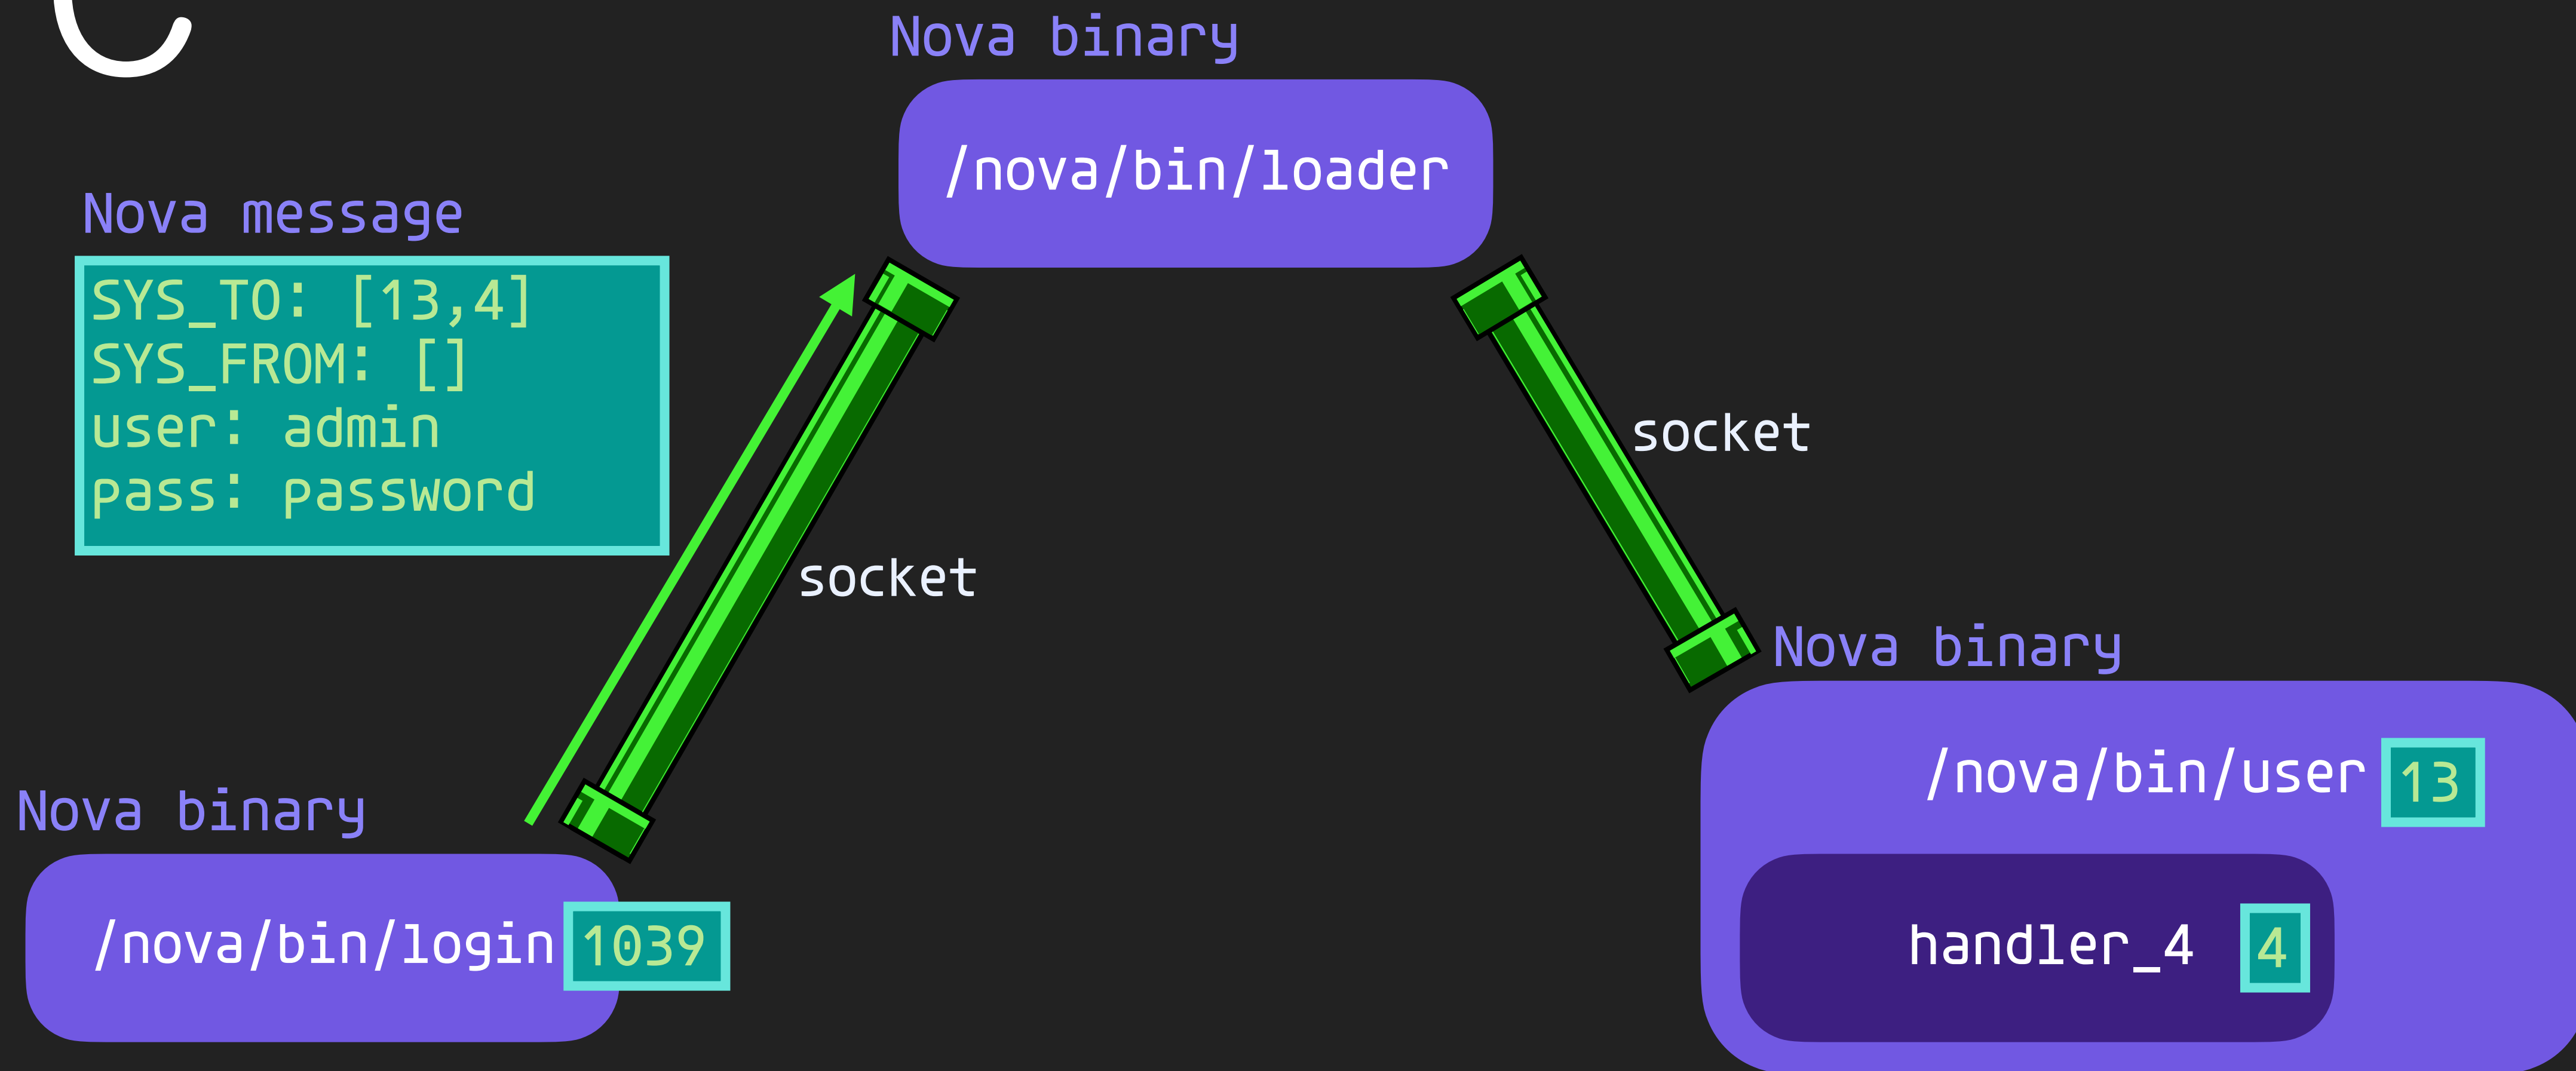 Nova binary
/nova/bin/loader
Nova message
SYS_TO: [13,4]
SYS_FROM: []
user: admin
pass: password
socket
socket
Nova binary
/nova/bin/user 13
handler_4 4
Nova binary
/nova/bin/login 1039